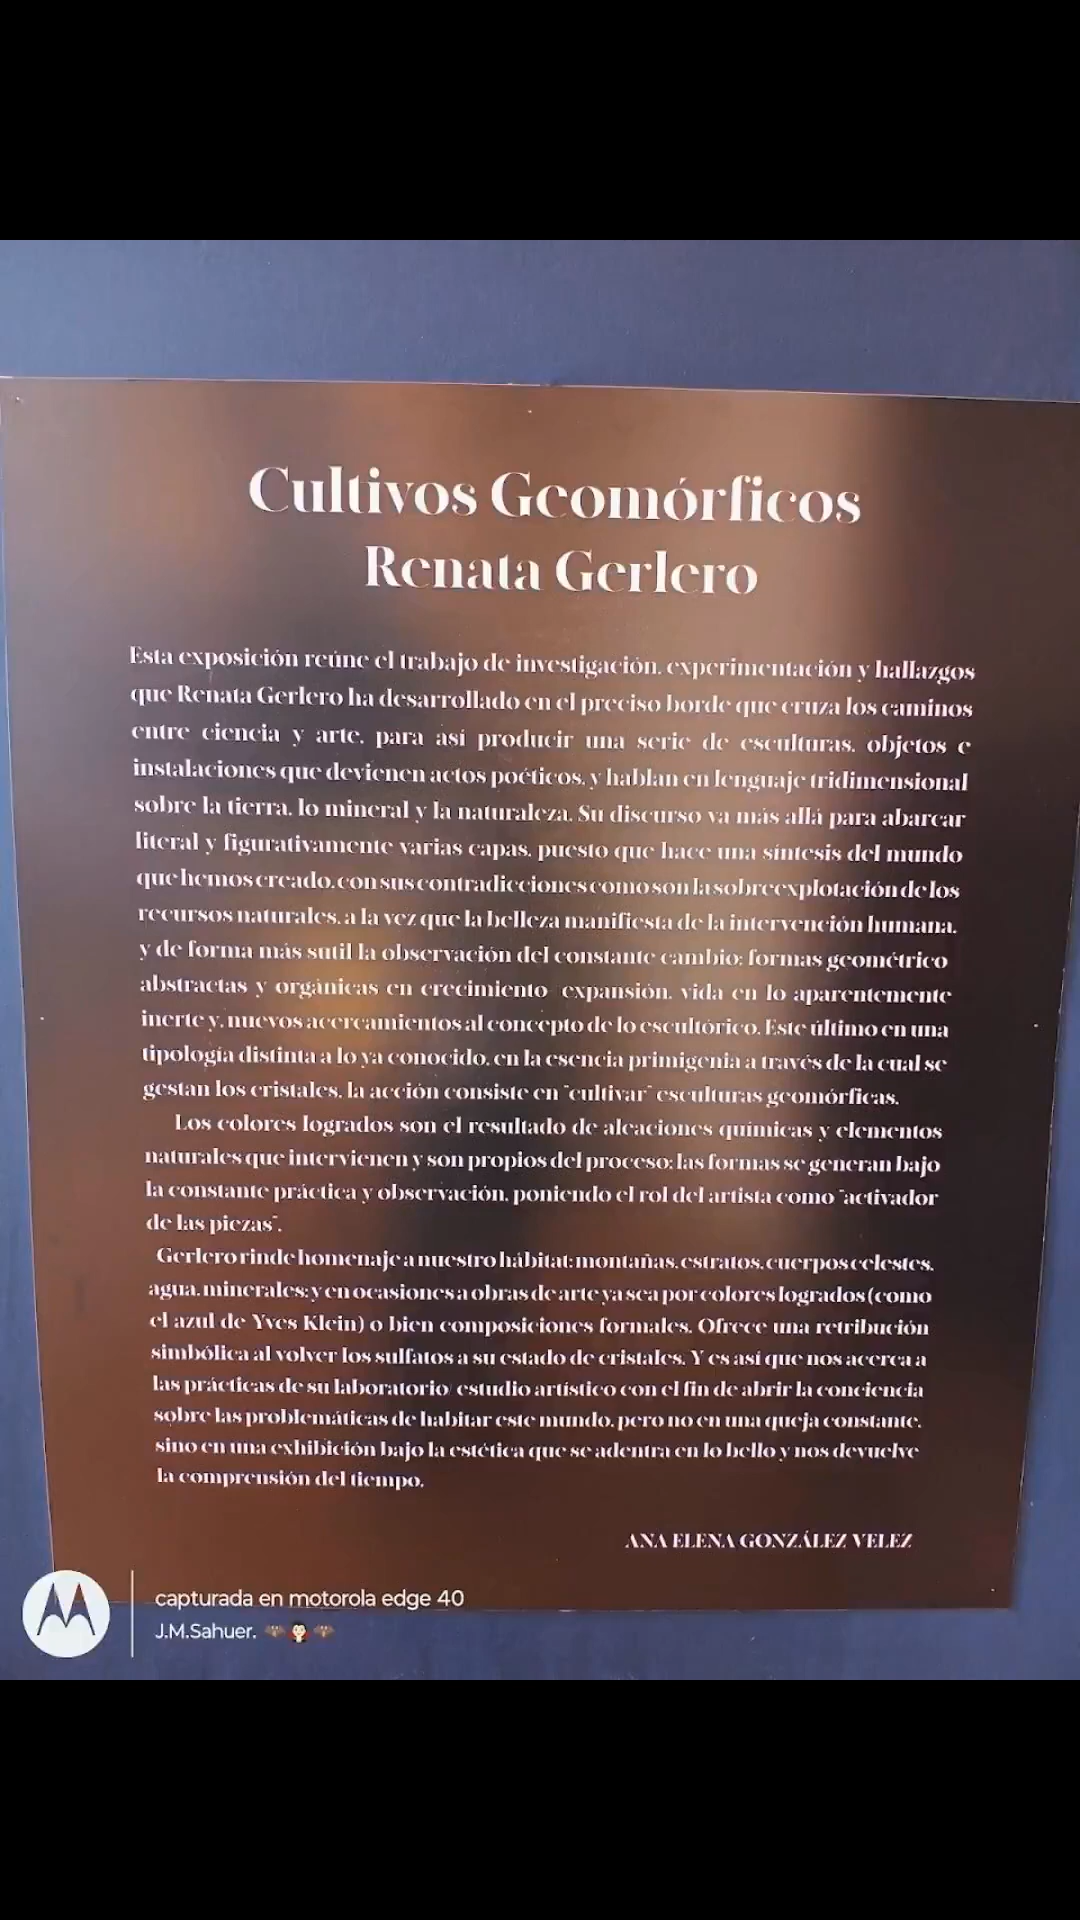 Cultivos Geomórficos
Renata Gerlero
Esta exposición reúne el trabajo de investigación, experimentación y hallazgos
que Renata Gerlero ha desarrollado en el preciso borde que cruza los caminos
entre ciencia y arte, para así producir una serie de esculturas, objetos e
instalaciones que devienen actos poéticos, y hablan en lenguaje tridimensional
sobre la tierra, lo mineral y la naturaleza. Su discurso va más allá para abarcar
literal y figurativamente varias capas, puesto que hace una síntesis del mundo
que hemos creado, con sus contradicciones como son la sobreexplotación de los
recursos naturales, a la vez que la belleza manifiesta de la intervención humana,
y de forma más sutil la observación del constante cambio: formas geométrico
abstractas y orgánicas en crecimiento/expansión, vida en lo aparentemente
inerte y, nuevos acercamientos al concepto de lo escultórico. Este último en una
tipología distinta a lo ya conocido, en la esencia primigenia a través de la cual se
gestan los cristales, la acción consiste en "cultivar" esculturas geomórficas.
Los colores logrados son el resultado de aleaciones químicas y elementos
naturales que intervienen y son propios del proceso; las formas se generan bajo
la constante práctica y observación, poniendo el rol del artista como "activador
de las piezas".
Gerlero rinde homenaje a nuestro hábitat: montañas, estratos, cuerpos celestes,
agua, minerales; y en ocasiones a obras de arte ya sea por colores logrados (como
el azul de Yves Klein) o bien composiciones formales. Ofrece una retribución
simbólica al volver los sulfatos a su estado de cristales. Y es así que nos acerca a
las prácticas de su laboratorio/estudio artístico con el fin de abrir la conciencia
sobre las problemáticas de habitar este mundo, pero no en una queja constante,
sino en una exhibición bajo la estética que se adentra en lo bello y nos devuelve
la comprensión del tiempo.
ANA ELENA GONZÁLEZ VELEZ
capturada en motorola edge 40
J.M.Sahuer. 🦇🧛🏻🦇